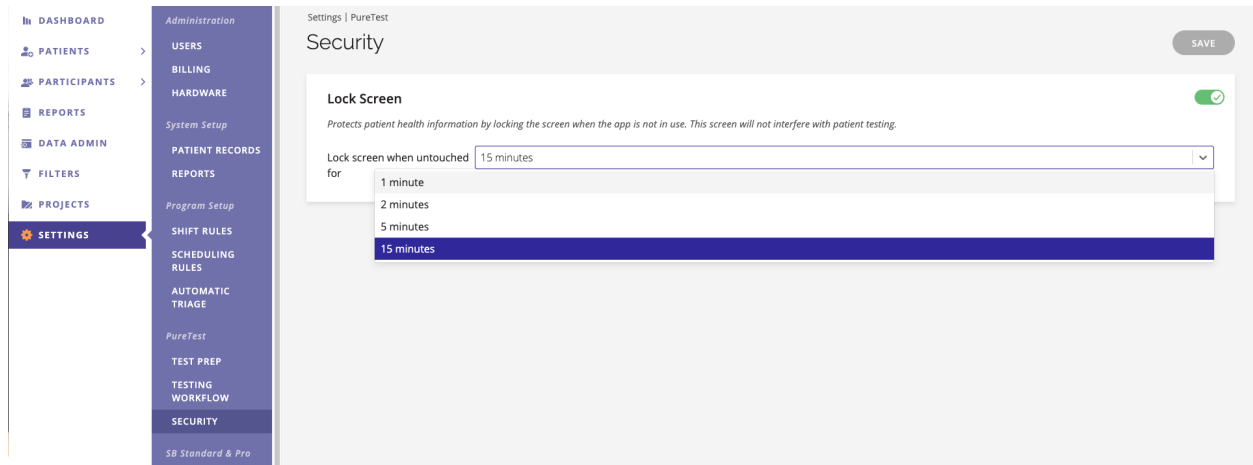 DASHBOARD
PATIENTS
PARTICIPANTS
REPORTS
DATA ADMIN
FILTERS
PROJECTS
SETTINGS
Administration
USERS
BILLING
HARDWARE
System Setup
PATIENT RECORDS
REPORTS
Program Setup
SHIFT RULES
SCHEDULING
RULES
AUTOMATIC
TRIAGE
PureTest
TEST PREP
TESTING
WORKFLOW
SECURITY
SB Standard & Pro
Settings | PureTest
Security
SAVE
Lock Screen
Protects patient health information by locking the screen when the app is not in use. This screen will not interfere with patient testing.
Lock screen when untouched 15 minutes
for
1 minute
2 minutes
5 minutes
15 minutes